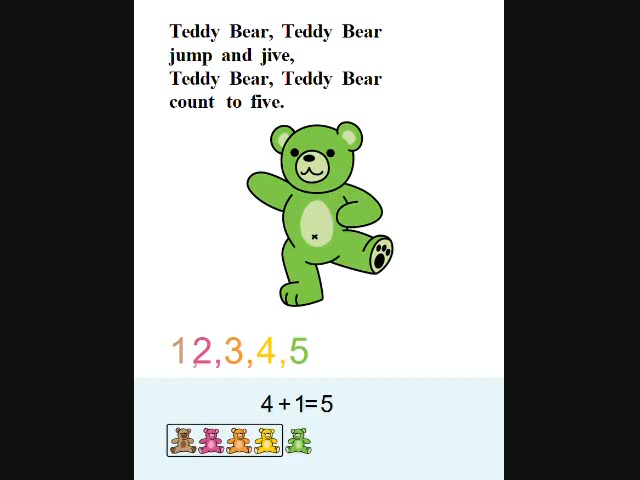 Teddy Bear, Teddy Bear
jump and jive,
Teddy Bear, Teddy Bear
count to five.
1,2,3,4,5
4+1=5